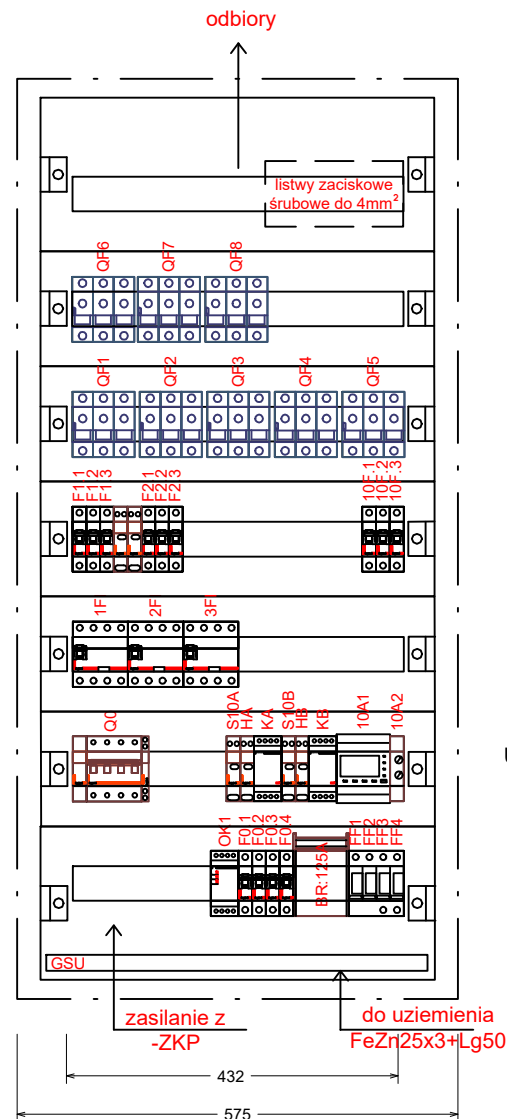 odbiory
listwy zaciskowe
śrubowe do 4mm²
QF6 QF7 QF8
QF1 QF2 QF3 QF4 QF5
F1.1 F1.2 F1.3 F2.1 F2.2 F2.3 10F.1 10F.2 10F.3
1F 2F 3F
Q0 S10A HA KA S10B HB KB 10A1 10A2
OK1 F0.1 F0.2 F0.3 F0.4 BR:125A FF1 FF2 FF3 FF4
GSU
zasilanie z
-ZKP
do uziemienia
FeZn25x3+Lg50
432
575